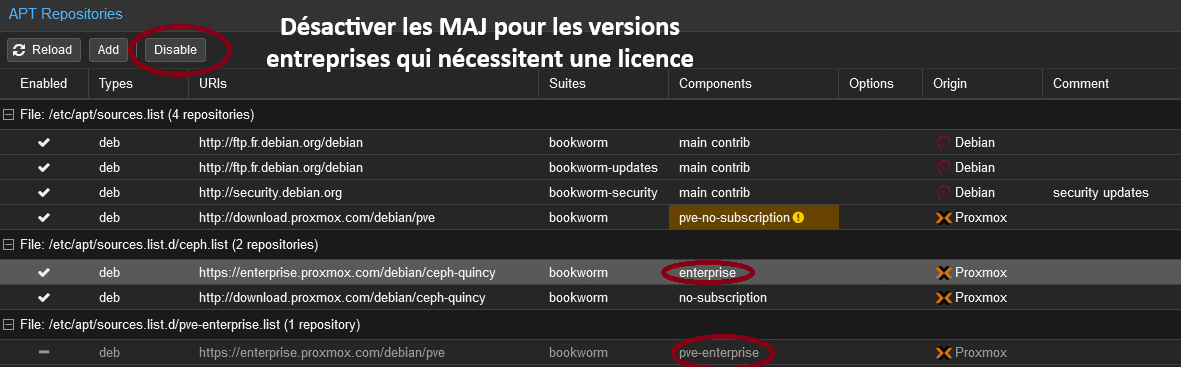 APT Repositories
Désactiver les MAJ pour les versions
entreprises qui nécessitent une licence
Reload Add Disable
Enabled Types URIs Suites Components Options Origin Comment
File: /etc/apt/sources.list (4 repositories)
deb http://ftp.fr.debian.org/debian bookworm main contrib Debian
deb http://ftp.fr.debian.org/debian bookworm-updates main contrib Debian
deb http://security.debian.org bookworm-security main contrib Debian security updates
deb http://download.proxmox.com/debian/pve bookworm pve-no-subscription Proxmox
File: /etc/apt/sources.list.d/ceph.list (2 repositories)
deb https://enterprise.proxmox.com/debian/ceph-quincy bookworm enterprise Proxmox
deb http://download.proxmox.com/debian/ceph-quincy bookworm no-subscription Proxmox
File: /etc/apt/sources.list.d/pve-enterprise.list (1 repository)
deb https://enterprise.proxmox.com/debian/pve bookworm pve-enterprise Proxmox